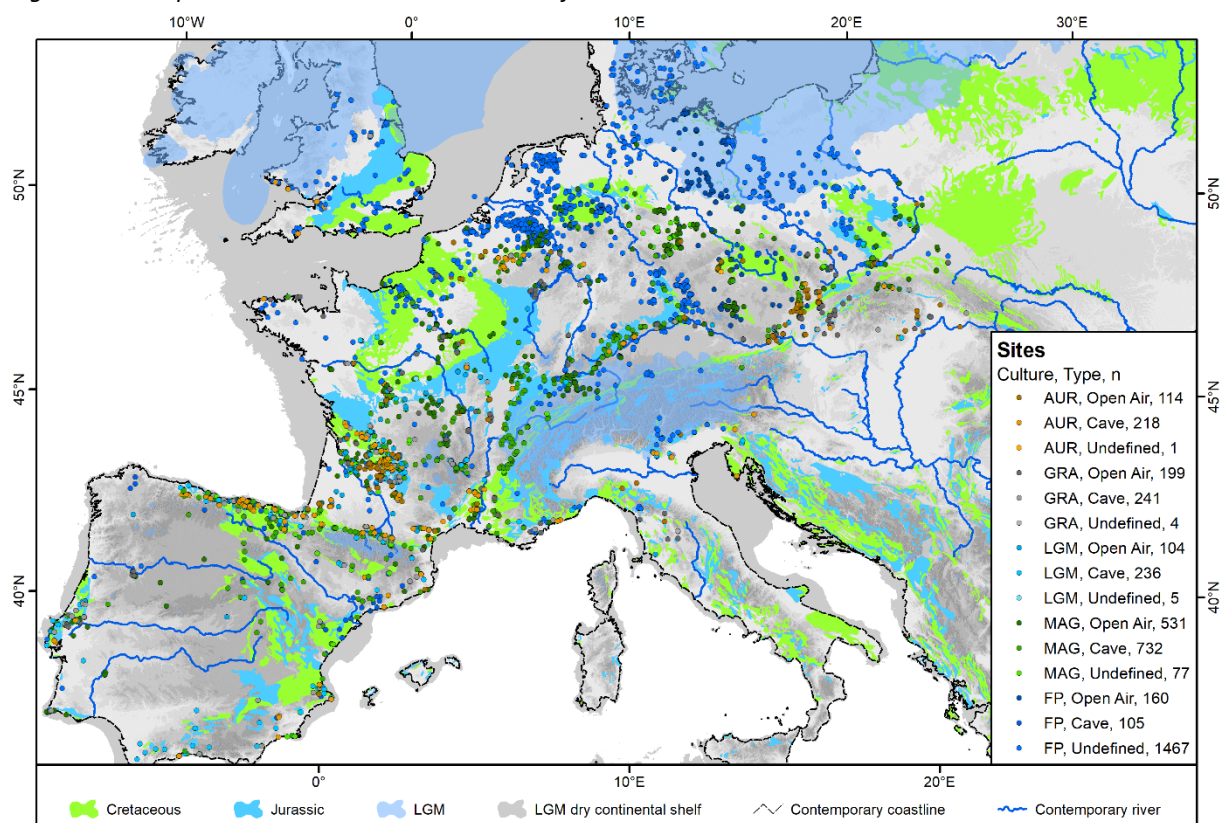 10°W 0° 10°E 20°E 30°E
50°N 50°N
45°N 45°N
40°N 40°N
Sites
Culture, Type, n
AUR, Open Air, 114
AUR, Cave, 218
AUR, Undefined, 1
GRA, Open Air, 199
GRA, Cave, 241
GRA, Undefined, 4
LGM, Open Air, 104
LGM, Cave, 236
LGM, Undefined, 5
MAG, Open Air, 531
MAG, Cave, 732
MAG, Undefined, 77
FP, Open Air, 160
FP, Cave, 105
FP, Undefined, 1467
0° 10°E 20°E
Cretaceous Jurassic LGM LGM dry continental shelf Contemporary coastline Contemporary river